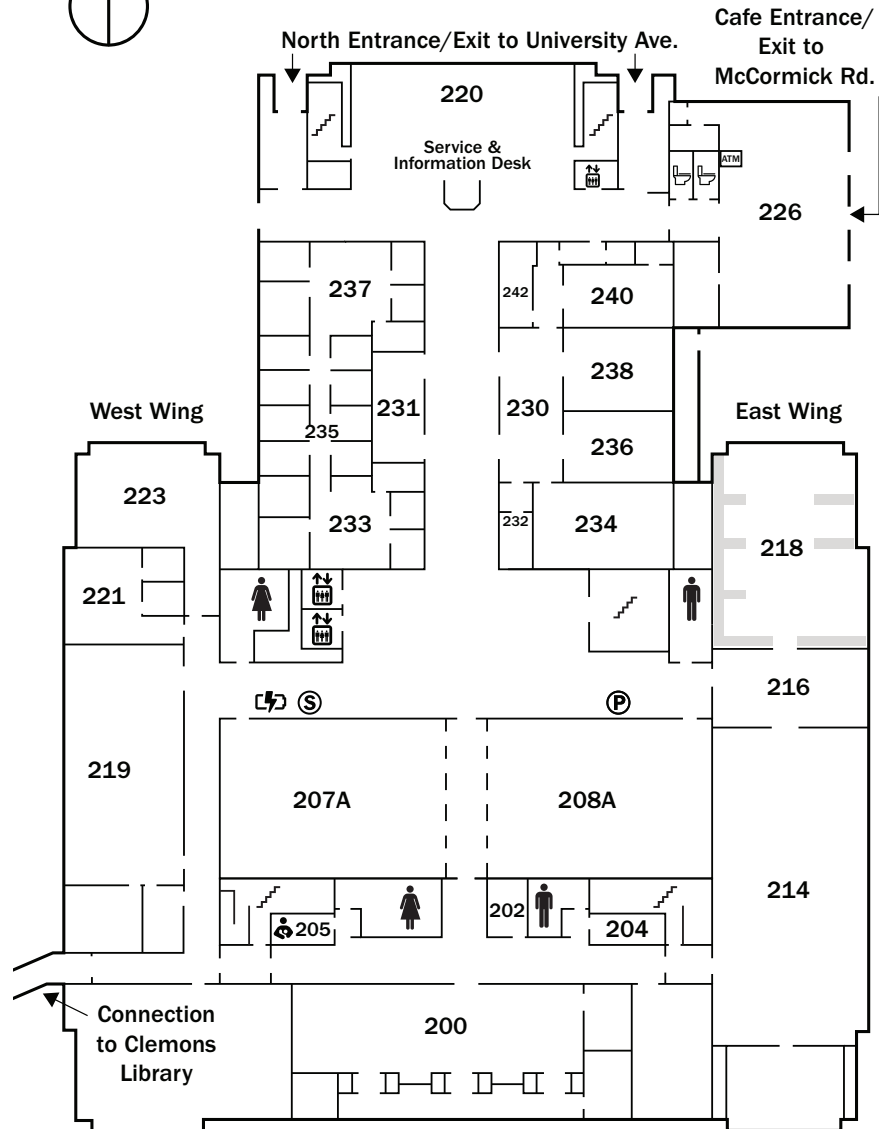 Cafe Entrance/
Exit to
McCormick Rd.
North Entrance/Exit to University Ave.
220
Service &
Information Desk
ATM
226
237
242
240
238
West Wing
231
230
East Wing
235
236
223
233
232
234
218
221
216
S
P
219
207A
208A
214
202
205
204
Connection
to Clemons
Library
200